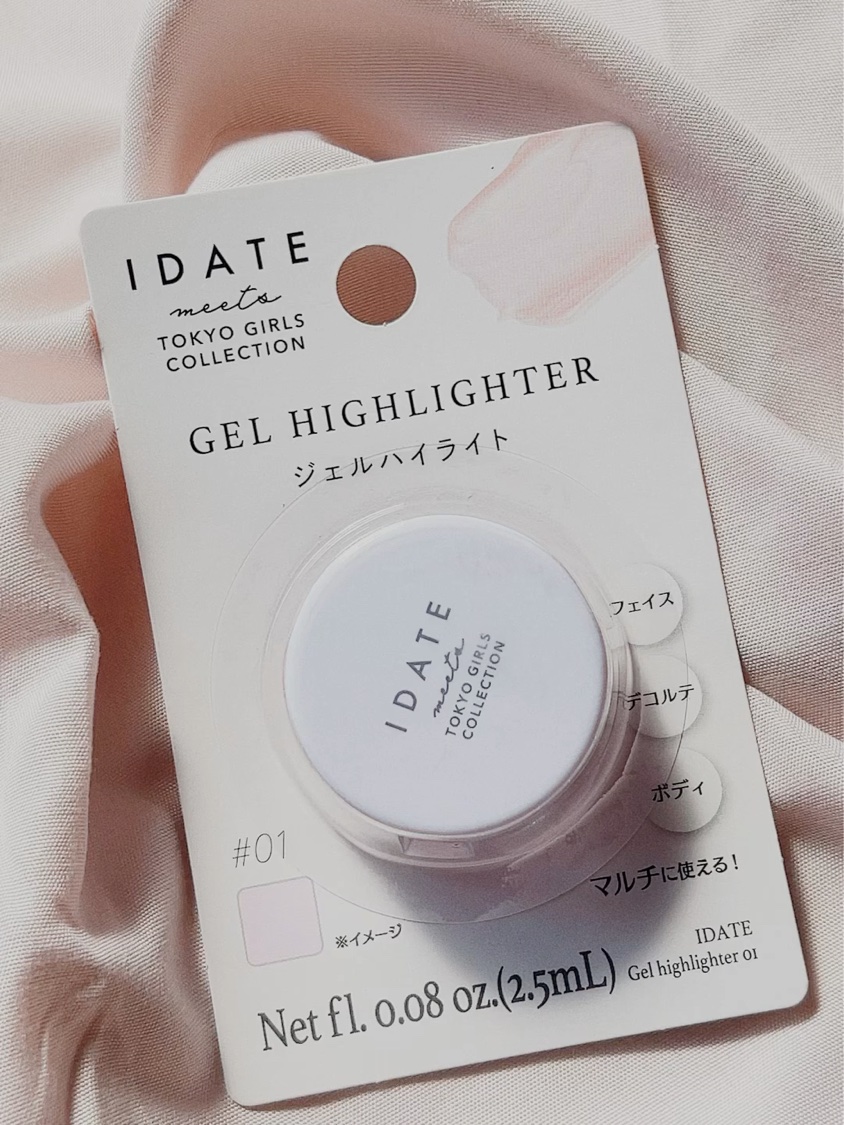 IDATE
meets
TOKYO GIRLS
COLLECTION
GEL HIGHLIGHTER
ジェルハイライト
IDATE
meets
TOKYO GIRLS
COLLECTION
フェイス
デコルテ
ボディ
マルチに使える!
#01
※イメージ
IDATE
Gel highlighter 01
Net fl. 0.08 oz.(2.5mL)